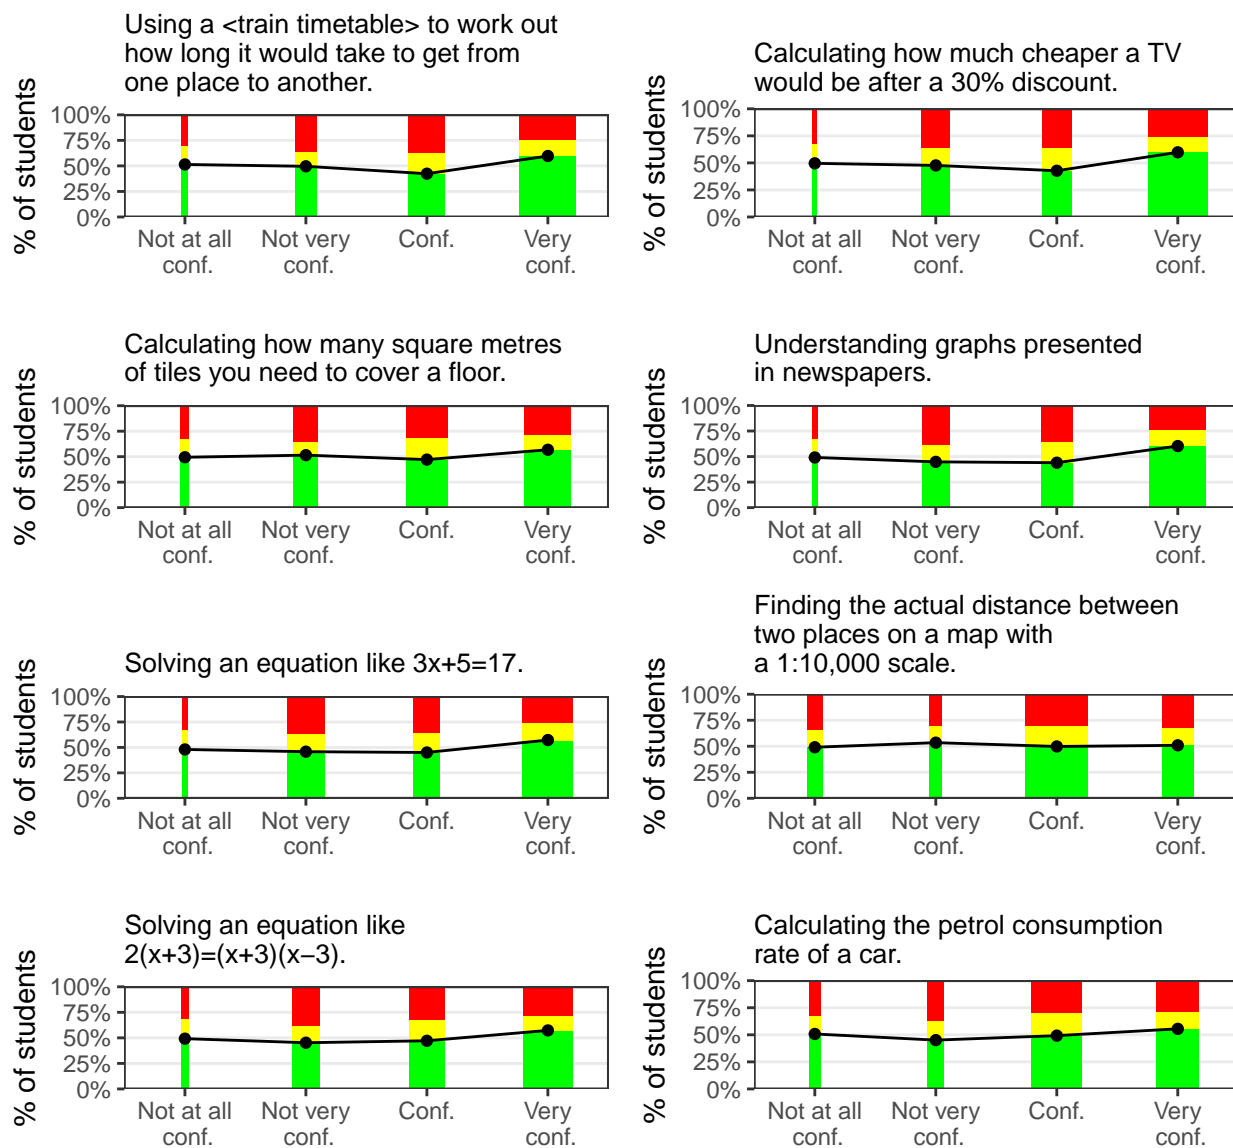 Using a <train timetable> to work out
how long it would take to get from
one place to another.
% of students
100%
75%
50%
25%
0%
Not at all
conf.
Not very
conf.
Conf.
Very
conf.
Calculating how much cheaper a TV
would be after a 30% discount.
% of students
100%
75%
50%
25%
0%
Not at all
conf.
Not very
conf.
Conf.
Very
conf.
Calculating how many square metres
of tiles you need to cover a floor.
% of students
100%
75%
50%
25%
0%
Not at all
conf.
Not very
conf.
Conf.
Very
conf.
Understanding graphs presented
in newspapers.
% of students
100%
75%
50%
25%
0%
Not at all
conf.
Not very
conf.
Conf.
Very
conf.
Solving an equation like 3x+5=17.
% of students
100%
75%
50%
25%
0%
Not at all
conf.
Not very
conf.
Conf.
Very
conf.
Finding the actual distance between
two places on a map with
a 1:10,000 scale.
% of students
100%
75%
50%
25%
0%
Not at all
conf.
Not very
conf.
Conf.
Very
conf.
Solving an equation like
2(x+3)=(x+3)(x−3).
% of students
100%
75%
50%
25%
0%
Not at all
conf.
Not very
conf.
Conf.
Very
conf.
Calculating the petrol consumption
rate of a car.
% of students
100%
75%
50%
25%
0%
Not at all
conf.
Not very
conf.
Conf.
Very
conf.